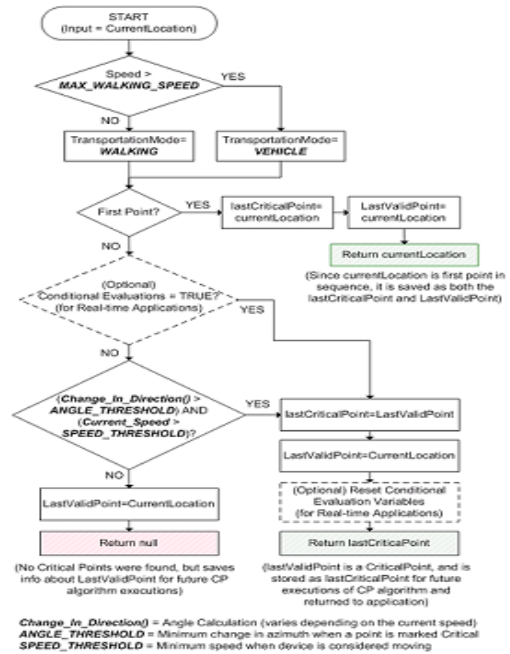 START
(Input = CurrentLocation)
Speed >
MAX_WALKING_SPEED
YES
NO
TransportationMode=
WALKING
TransportationMode=
VEHICLE
First Point?
YES
lastCriticalPoint=
currentLocation
LastValidPoint=
currentLocation
NO
Return currentLocation
(Since currentLocation is first point in
sequence, it is saved as both the
lastCriticalPoint and LastValidPoint)
(Optional)
Conditional Evaluations = TRUE?
(for Real-time Applications)
YES
NO
(Change_In_Direction() >
ANGLE_THRESHOLD) AND
(Current_Speed >
SPEED_THRESHOLD)?
YES
lastCriticalPoint=LastValidPoint
LastValidPoint=CurrentLocation
NO
LastValidPoint=CurrentLocation
(Optional) Reset Conditional
Evaluation Variables
(for Real-time Applications)
Return null
Return lastCriticaPoint
(No Critical Points were found, but saves
info about LastValidPoint for future CP
algorithm executions)
(lastValidPoint is a CriticalPoint, and is
stored as lastCriticalPoint for future
executions of CP algorithm and
returned to application)
Change_In_Direction() = Angle Calculation (varies depending on the current speed)
ANGLE_THRESHOLD = Minimum change in azimuth when a point is marked Critical
SPEED_THRESHOLD = Minimum speed when device is considered moving